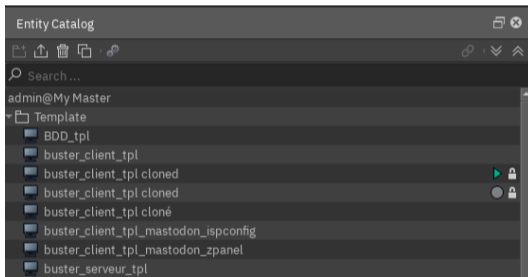 Entity Catalog
Search ...
admin@My Master
Template
BDD_tpl
buster_client_tpl
buster_client_tpl cloned
buster_client_tpl cloned
buster_client_tpl cloné
buster_client_tpl_mastodon_ispconfig
buster_client_tpl_mastodon_zpanel
buster_serveur_tpl